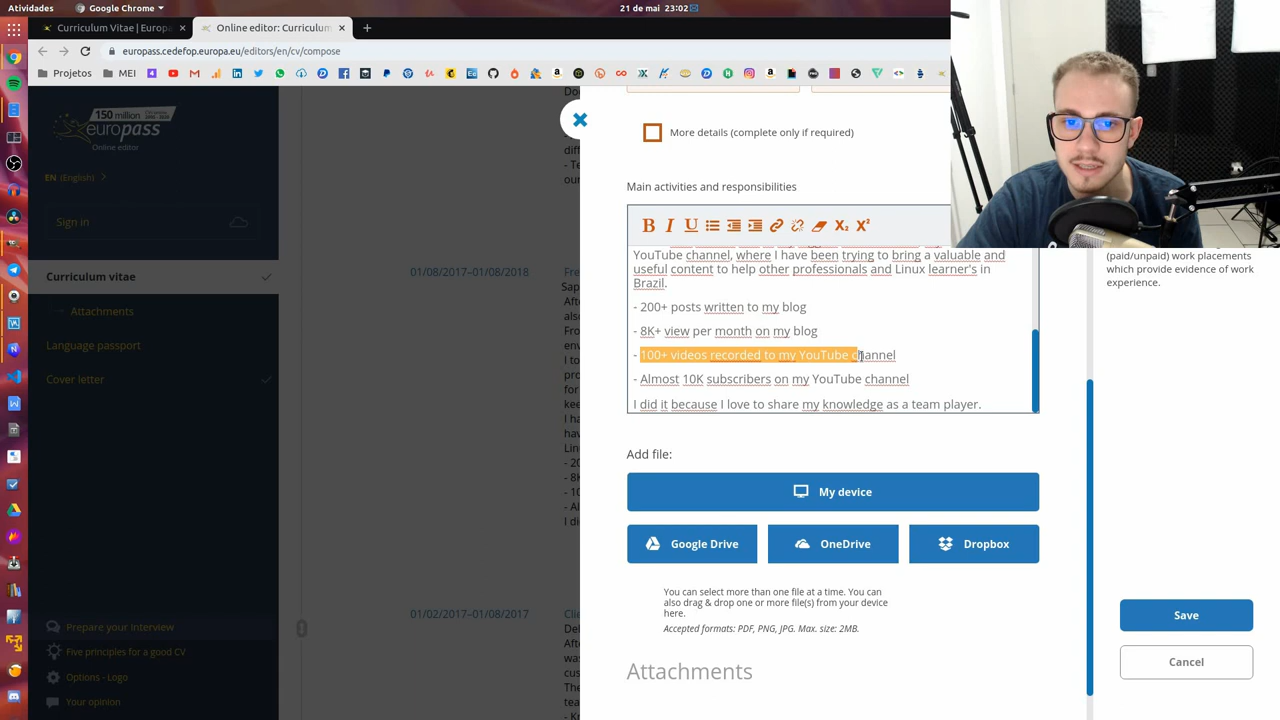 Atividades
Google Chrome
21 de mai 23:02
Curriculum Vitae | Europa
Online editor: Curriculum
europass.cedefop.europa.eu/editors/en/cv/compose
Projetos
MEI
150 million
europass
Online editor
EN (English)
Sign in
Curriculum vitae
Attachments
Language passport
Cover letter
Prepare your Interview
Five principles for a good CV
Options - Logo
Your opinion
01/08/2017–01/08/2018
01/02/2017–01/08/2017
More details (complete only if required)
Main activities and responsibilities
B I U X₂ X²
YouTube channel, where I have been trying to bring a valuable and
useful content to help other professionals and Linux learner's in
Brazil.
- 200+ posts written to my blog
- 8K+ view per month on my blog
- 100+ videos recorded to my YouTube channel
- Almost 10K subscribers on my YouTube channel
I did it because I love to share my knowledge as a team player.
Add file:
My device
Google Drive
OneDrive
Dropbox
You can select more than one file at a time. You can
also drag & drop one or more file(s) from your device
here.
Accepted formats: PDF, PNG, JPG. Max. size: 2MB.
Attachments
(paid/unpaid) work placements
which provide evidence of work
experience.
Save
Cancel